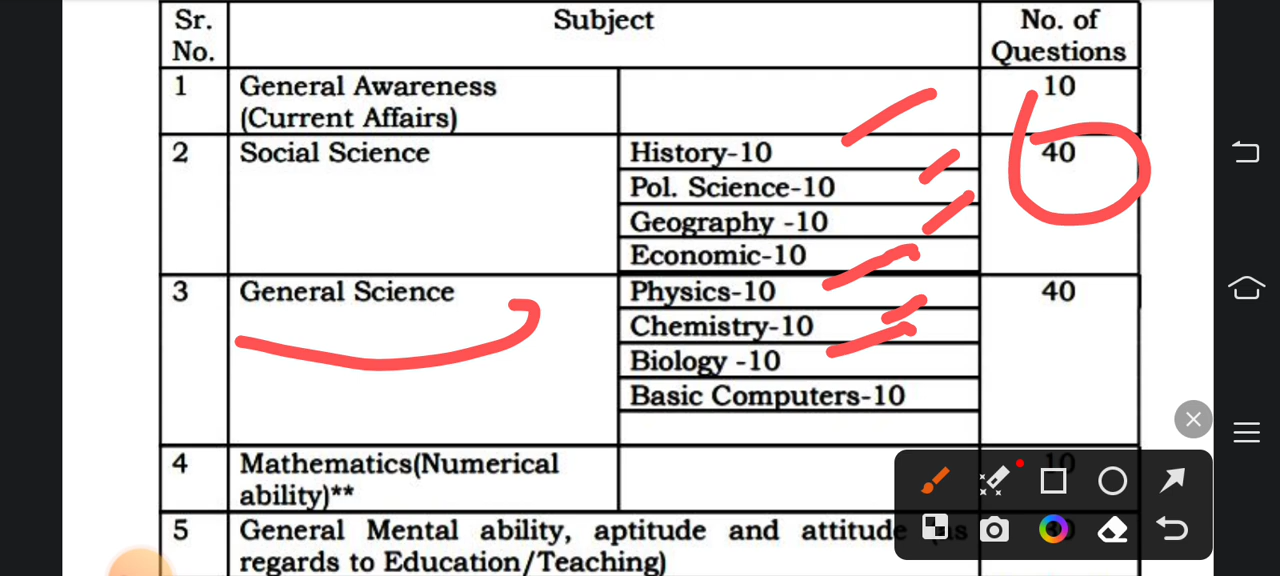 Sr. No. Subject No. of Questions
1 General Awareness (Current Affairs) 10
2 Social Science History-10 40
Pol. Science-10
Geography -10
Economic-10
3 General Science Physics-10 40
Chemistry-10
Biology -10
Basic Computers-10
4 Mathematics(Numerical ability)** 10
5 General Mental ability, aptitude and attitude
regards to Education/Teaching)